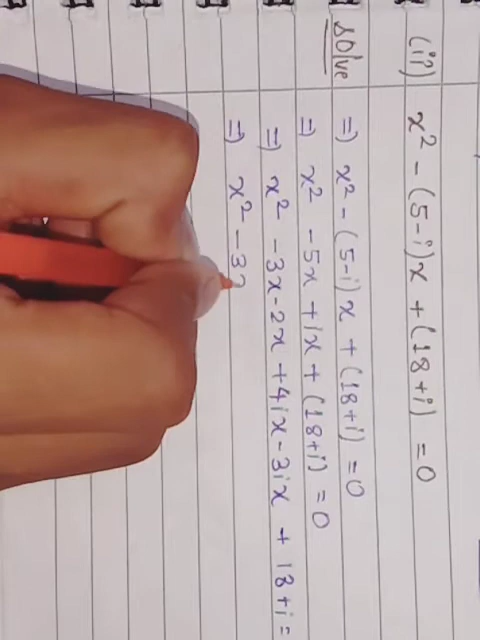 (ii) x² - (5-i)x + (18+i) = 0
Solve ⇒ x² - (5-i)x + (18+i) = 0
⇒ x² - 5x + ix + (18+i) = 0
⇒ x² - 3x - 2x + 4ix - 3ix + 18+i =
⇒ x² - 3